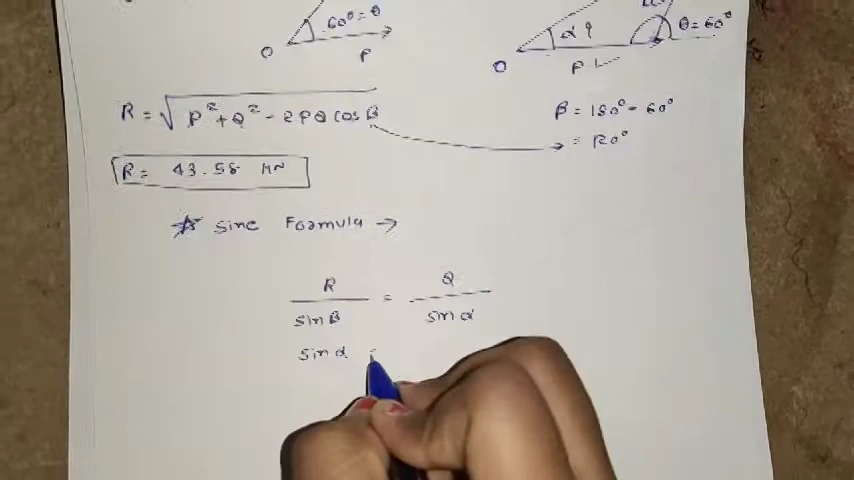 60° = θ
O
P
α ?
θ = 60°
O
P
R = √P² + Q² - 2PQ cos β
β = 180° - 60°
= 120°
R = 43.58 KN
☆ Sine Formula →
R / sin β = Q / sin α
sin α =